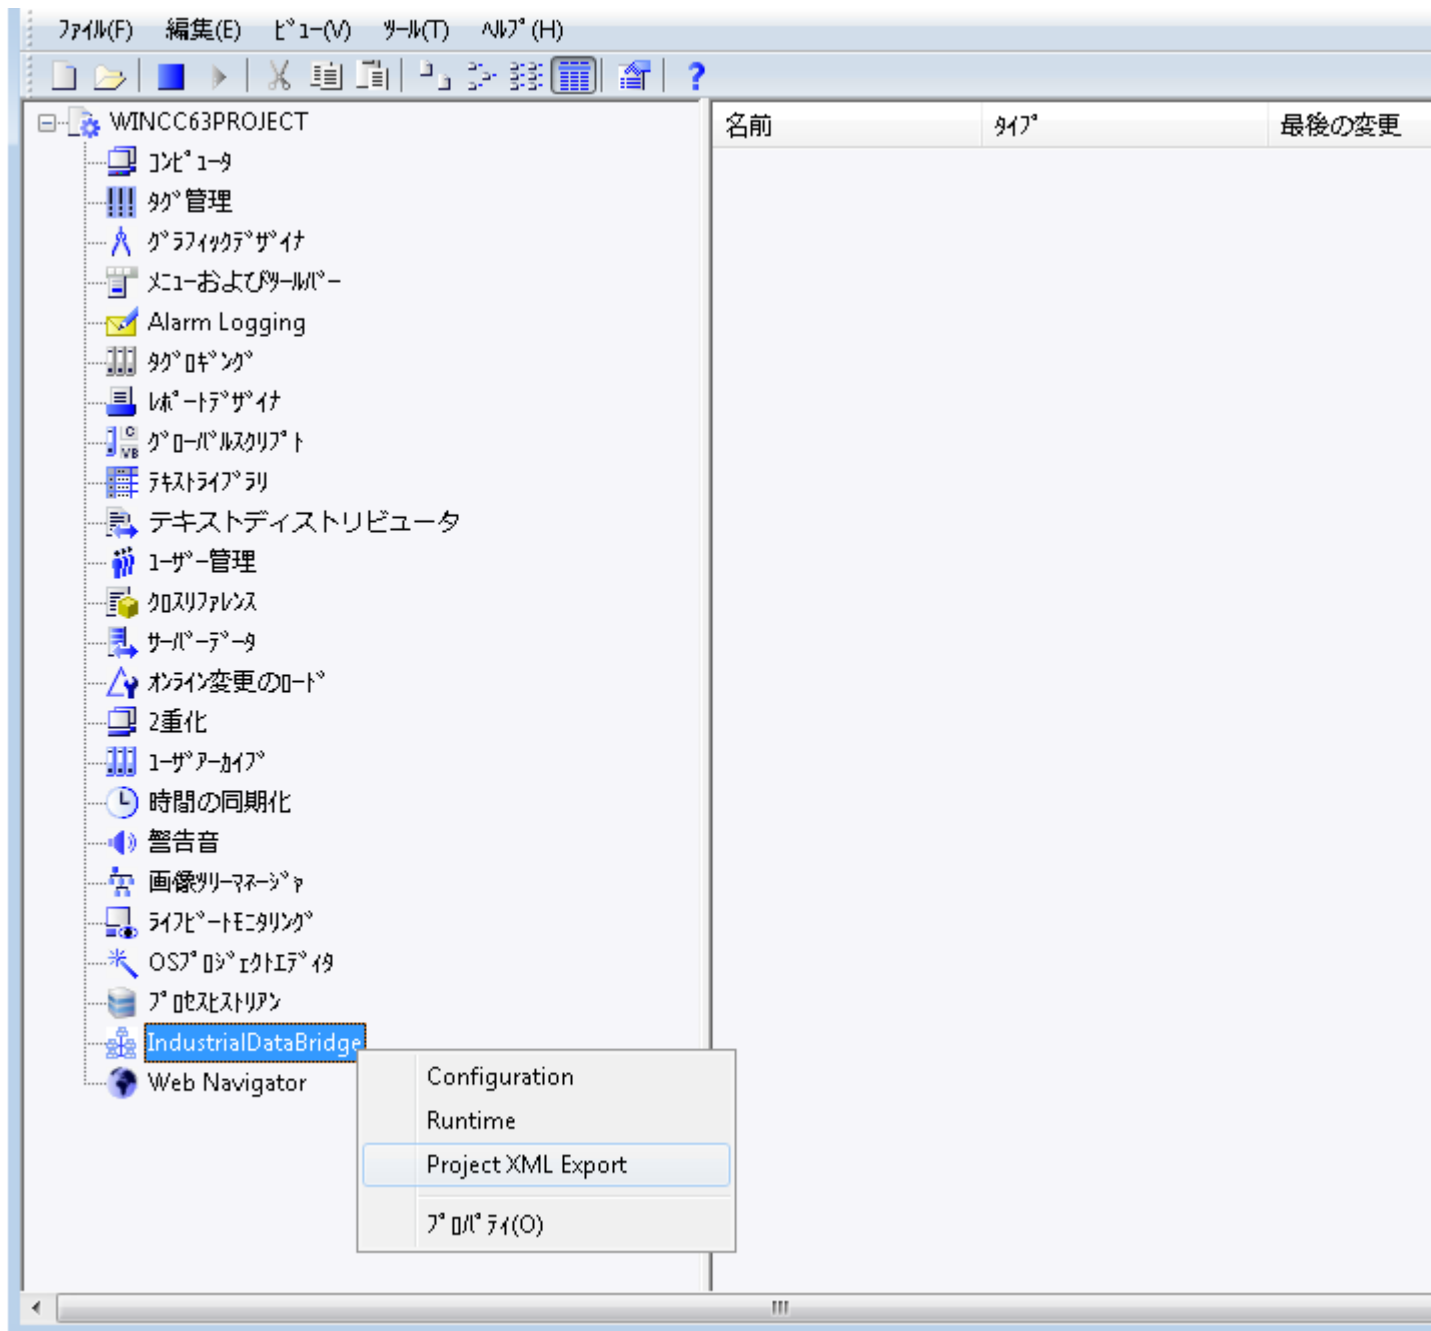 ﾌｧｲﾙ(F) 編集(E) ﾋﾞｭｰ(V) ﾂｰﾙ(T) ﾍﾙﾌﾟ(H)
WINCC63PROJECT
ｺﾝﾋﾟｭｰﾀ
ﾀｸﾞ管理
ｸﾞﾗﾌｨｯｸﾃﾞｻﾞｲﾅ
ﾒﾆｭｰおよびﾂｰﾙﾊﾞｰ
Alarm Logging
ﾀｸﾞﾛｷﾞﾝｸﾞ
ﾚﾎﾟｰﾄﾃﾞｻﾞｲﾅ
ｸﾞﾛｰﾊﾞﾙｽｸﾘﾌﾟﾄ
ﾃｷｽﾄﾗｲﾌﾞﾗﾘ
テキストディストリビュータ
ﾕｰｻﾞｰ管理
ｸﾛｽﾘﾌｧﾚﾝｽ
ｻｰﾊﾞｰﾃﾞｰﾀ
ｵﾝﾗｲﾝ変更のﾛｰﾄﾞ
2重化
ﾕｰｻﾞｱｰｶｲﾌﾞ
時間の同期化
警告音
画像ﾂﾘｰﾏﾈｰｼﾞｬ
ﾗｲﾌﾋﾞｰﾄﾓﾆﾀﾘﾝｸﾞ
OSﾌﾟﾛｼﾞｪｸﾄｴﾃﾞｨﾀ
ﾌﾟﾛｾｽﾋｽﾄﾘｱﾝ
IndustrialDataBridge
Web Navigator
Configuration
Runtime
Project XML Export
ﾌﾟﾛﾊﾟﾃｨ(O)
名前 ﾀｲﾌﾟ 最後の変更